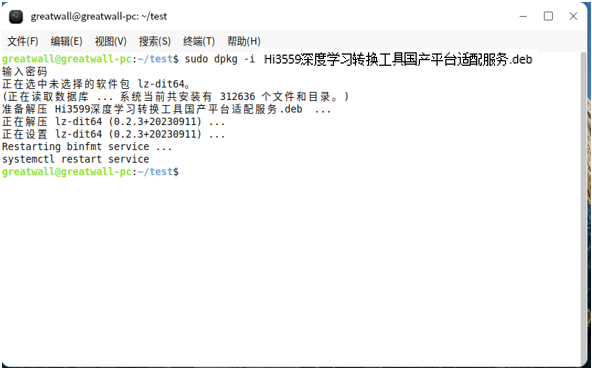 greatwall@greatwall-pc: ~/test
文件(F) 编辑(E) 视图(V) 搜索(S) 终端(T) 帮助(H)
greatwall@greatwall-pc:~/test$ sudo dpkg -i Hi3559深度学习转换工具国产平台适配服务.deb
输入密码
正在选中未选择的软件包 lz-dit64。
(正在读取数据库 ... 系统当前共安装有 312636 个文件和目录。)
准备解压 Hi3599深度学习转换工具国产平台适配服务.deb ...
正在解压 lz-dit64 (0.2.3+20230911) ...
正在设置 lz-dit64 (0.2.3+20230911) ...
Restarting binfmt service ...
systemctl restart service
greatwall@greatwall-pc:~/test$